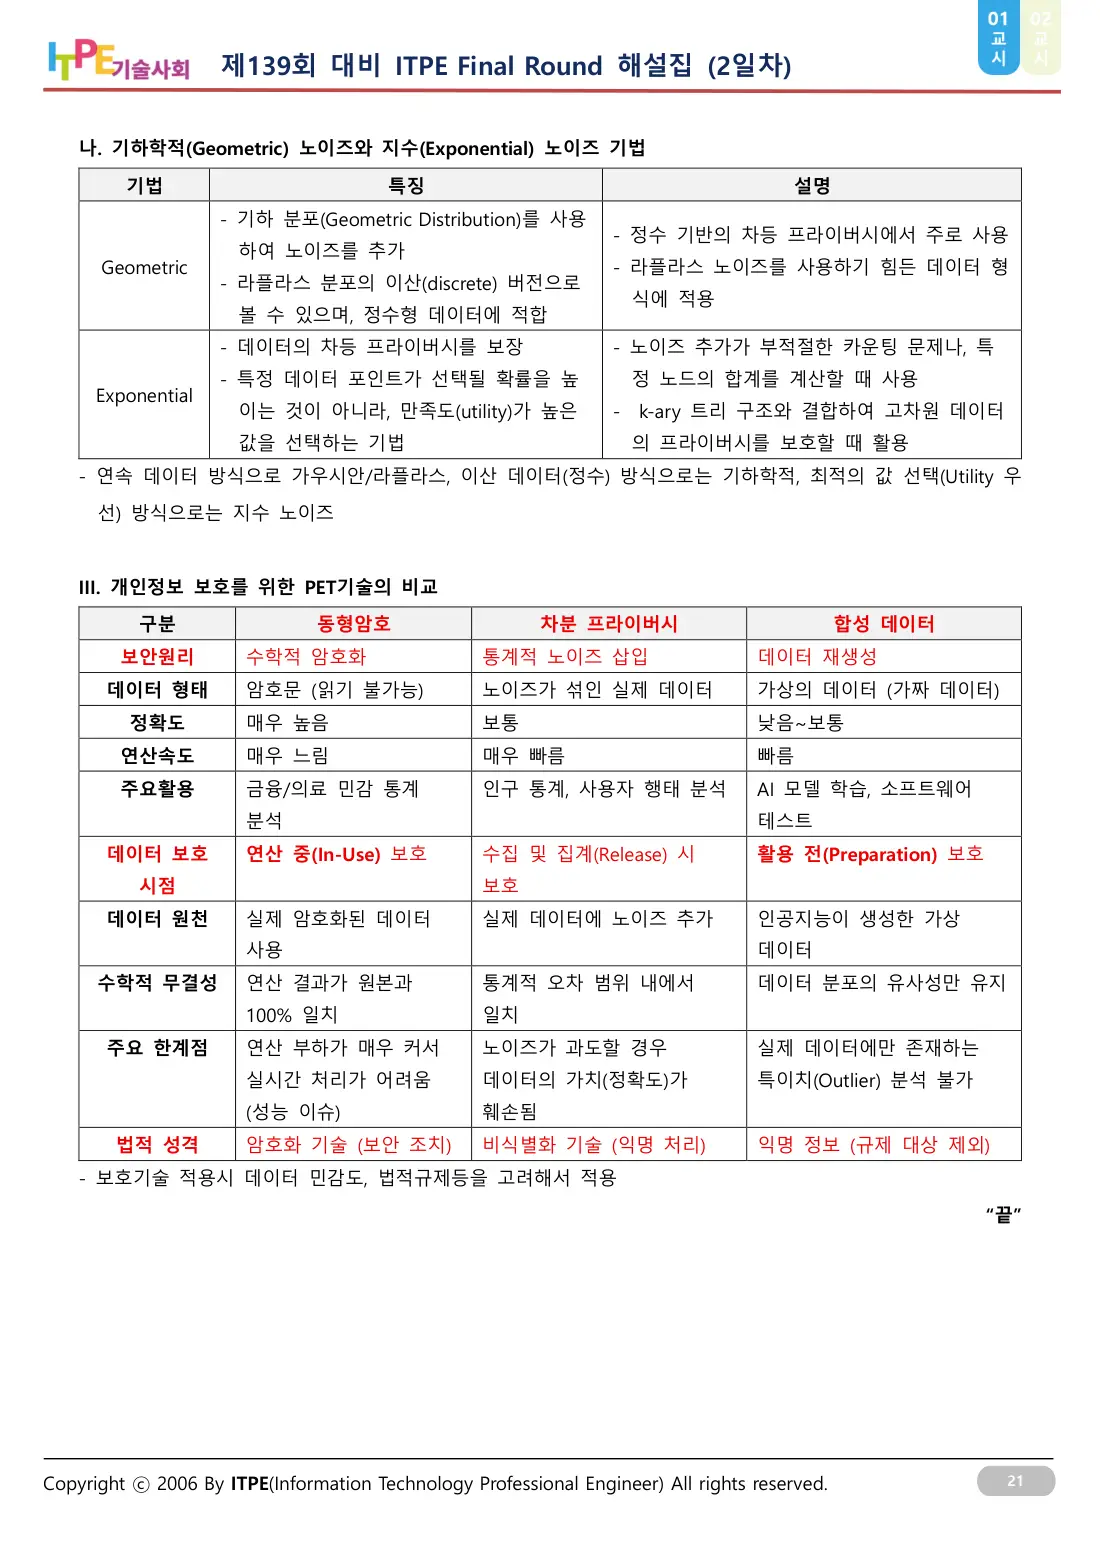 ITPE기술사회 제139회 대비 ITPE Final Round 해설집 (2일차)
01 교 시
02 교 시
나. 기하학적(Geometric) 노이즈와 지수(Exponential) 노이즈 기법
기법 특징 설명
Geometric
- 기하 분포(Geometric Distribution)를 사용
하여 노이즈를 추가
- 라플라스 분포의 이산(discrete) 버전으로
볼 수 있으며, 정수형 데이터에 적합
- 정수 기반의 차등 프라이버시에서 주로 사용
- 라플라스 노이즈를 사용하기 힘든 데이터 형
식에 적용
Exponential
- 데이터의 차등 프라이버시를 보장
- 특정 데이터 포인트가 선택될 확률을 높
이는 것이 아니라, 만족도(utility)가 높은
값을 선택하는 기법
- 노이즈 추가가 부적절한 카운팅 문제나, 특
정 노드의 합계를 계산할 때 사용
- k-ary 트리 구조와 결합하여 고차원 데이터
의 프라이버시를 보호할 때 활용
- 연속 데이터 방식으로 가우시안/라플라스, 이산 데이터(정수) 방식으로는 기하학적, 최적의 값 선택(Utility 우
선) 방식으로는 지수 노이즈
III. 개인정보 보호를 위한 PET기술의 비교
구분 동형암호 차분 프라이버시 합성 데이터
보안원리 수학적 암호화 통계적 노이즈 삽입 데이터 재생성
데이터 형태 암호문 (읽기 불가능) 노이즈가 섞인 실제 데이터 가상의 데이터 (가짜 데이터)
정확도 매우 높음 보통 낮음~보통
연산속도 매우 느림 매우 빠름 빠름
주요활용
금융/의료 민감 통계
분석
인구 통계, 사용자 행태 분석
AI 모델 학습, 소프트웨어
테스트
데이터 보호
시점
연산 중(In-Use) 보호
수집 및 집계(Release) 시
보호
활용 전(Preparation) 보호
데이터 원천
실제 암호화된 데이터
사용
실제 데이터에 노이즈 추가
인공지능이 생성한 가상
데이터
수학적 무결성
연산 결과가 원본과
100% 일치
통계적 오차 범위 내에서
일치
데이터 분포의 유사성만 유지
주요 한계점
연산 부하가 매우 커서
실시간 처리가 어려움
(성능 이슈)
노이즈가 과도할 경우
데이터의 가치(정확도)가
훼손됨
실제 데이터에만 존재하는
특이치(Outlier) 분석 불가
법적 성격 암호화 기술 (보안 조치) 비식별화 기술 (익명 처리) 익명 정보 (규제 대상 제외)
- 보호기술 적용시 데이터 민감도, 법적규제등을 고려해서 적용
“끝”
Copyright ⓒ 2006 By ITPE(Information Technology Professional Engineer) All rights reserved.
21